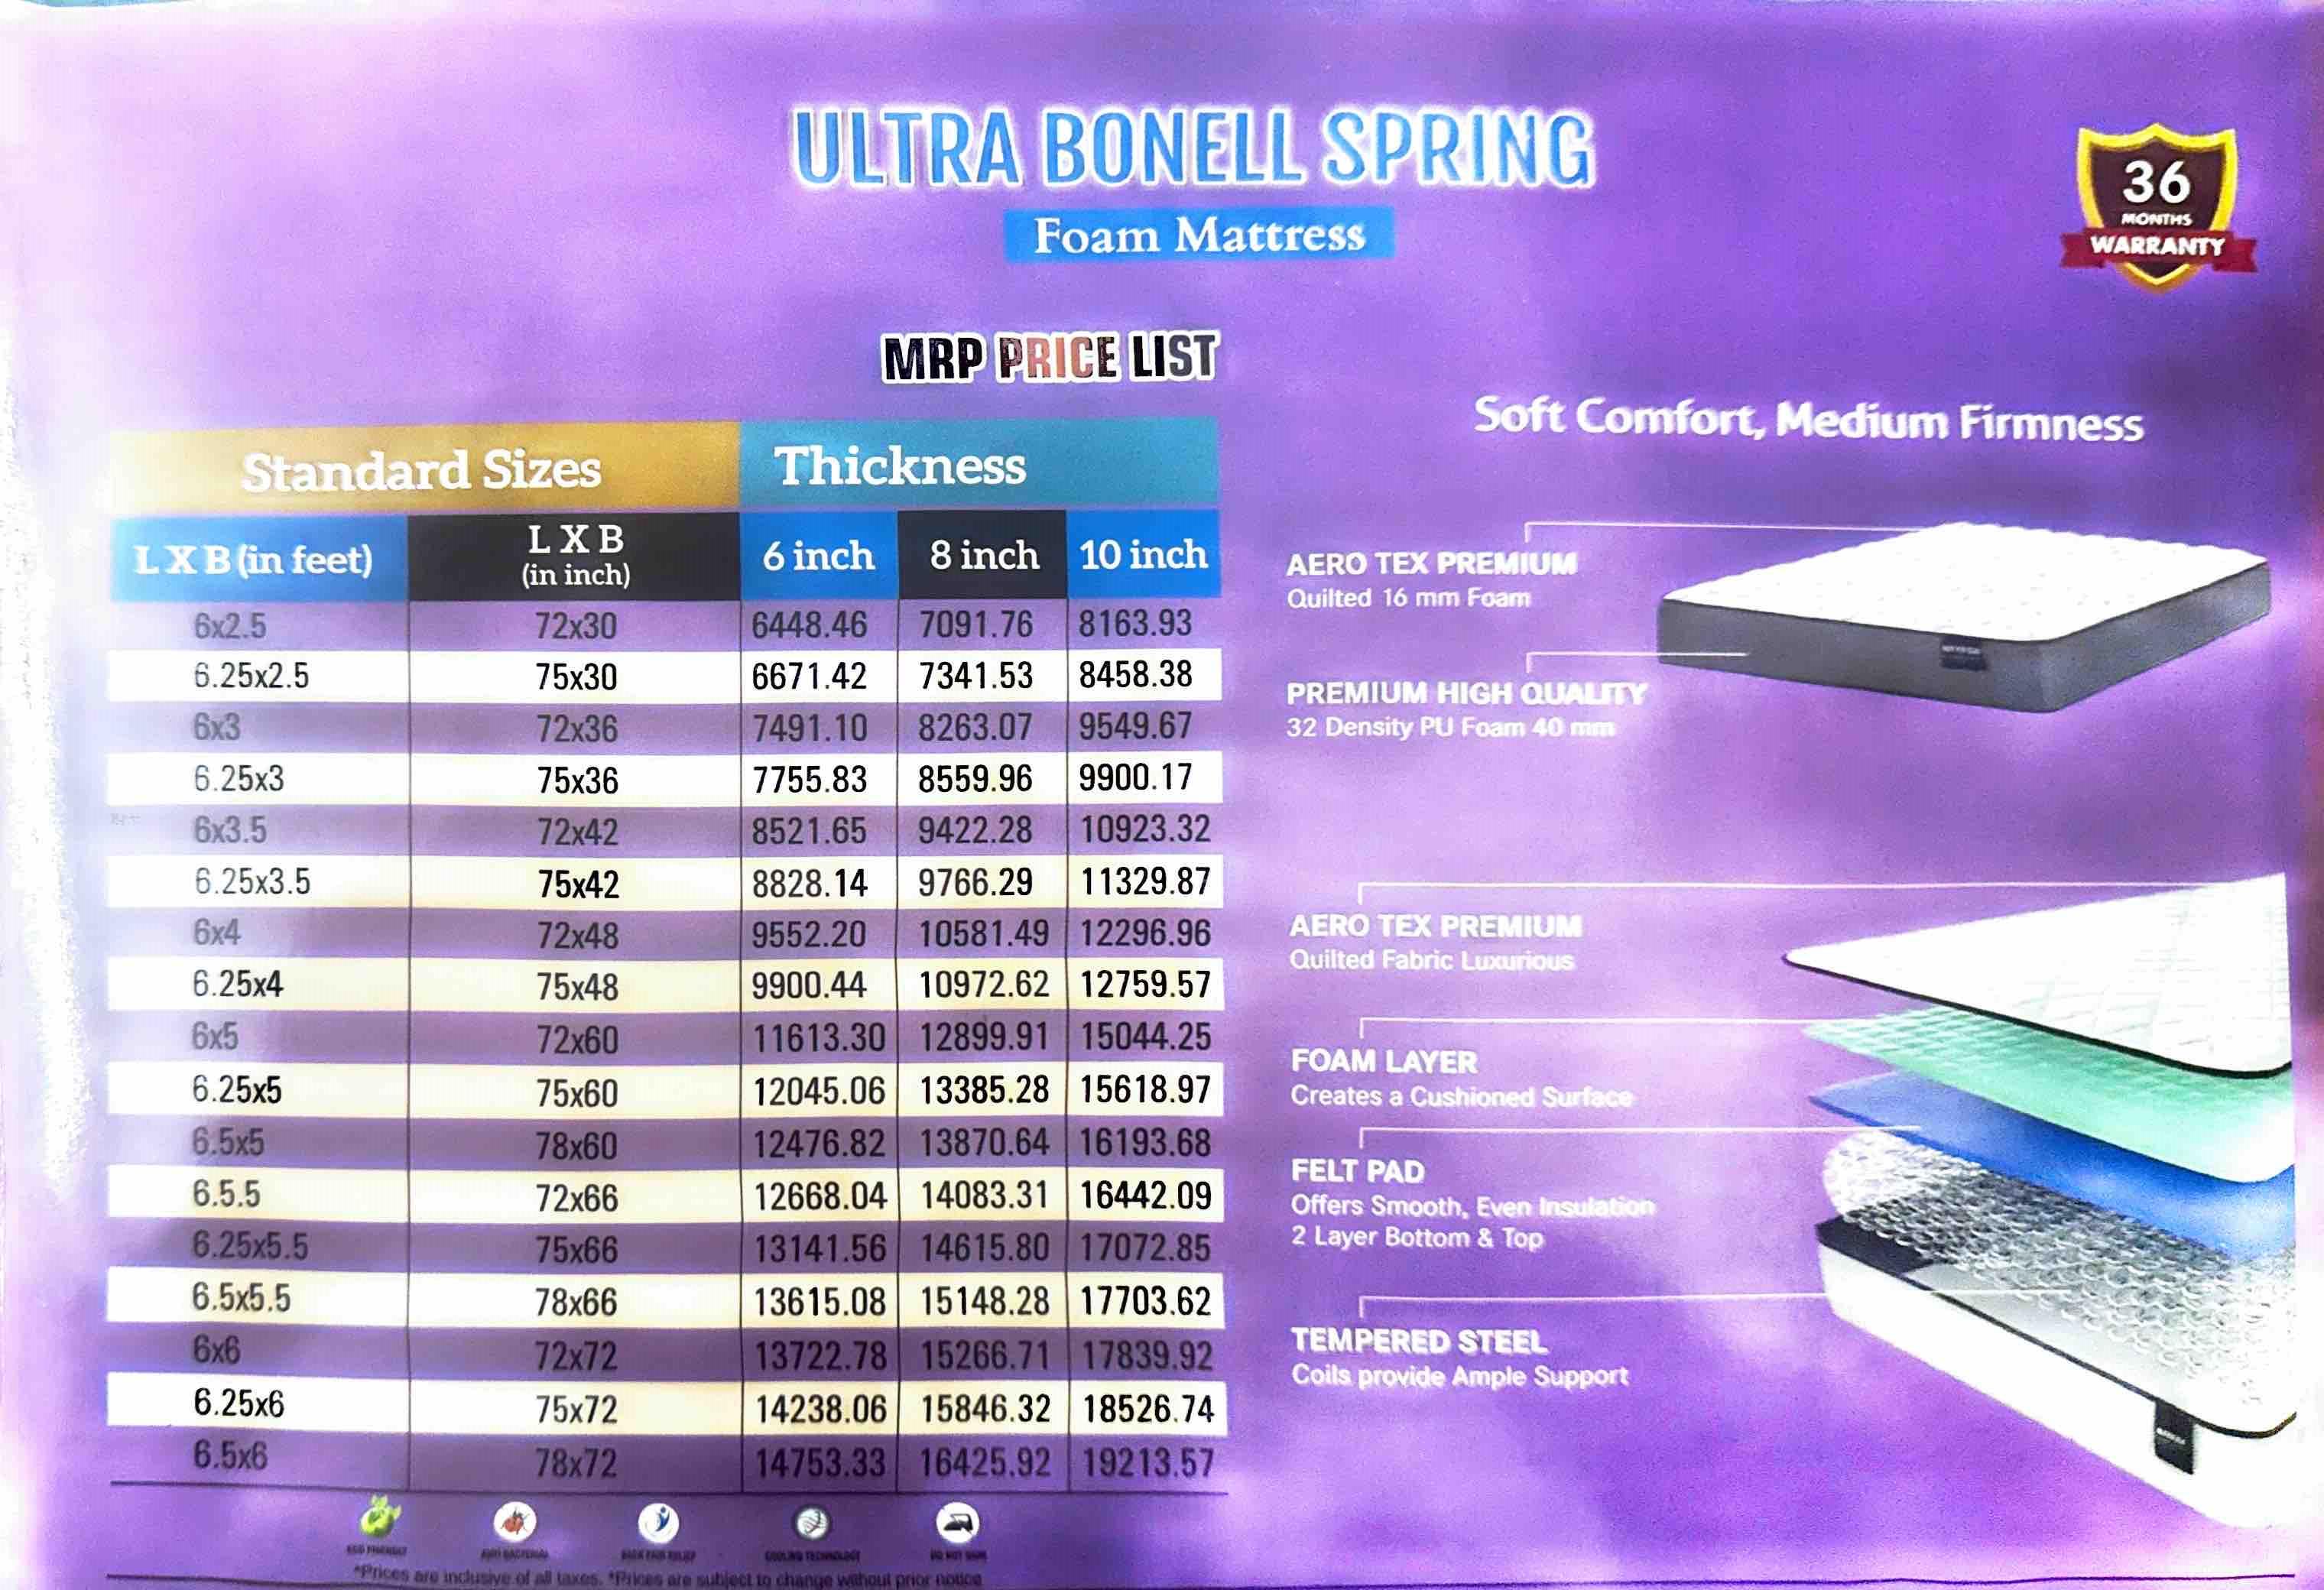 ULTRA BONELL SPRING
Foam Mattress
36
MONTHS
WARRANTY
MRP PRICE LIST
Standard Sizes Thickness
L X B (in feet) L X B (in inch) 6 inch 8 inch 10 inch
6x2.5 72x30 6448.46 7091.76 8163.93
6.25x2.5 75x30 6671.42 7341.53 8458.38
6x3 72x36 7491.10 8263.07 9549.67
6.25x3 75x36 7755.83 8559.96 9900.17
6x3.5 72x42 8521.65 9422.28 10923.32
6.25x3.5 75x42 8828.14 9766.29 11329.87
6x4 72x48 9552.20 10581.49 12296.96
6.25x4 75x48 9900.44 10972.62 12759.57
6x5 72x60 11613.30 12899.91 15044.25
6.25x5 75x60 12045.06 13385.28 15618.97
6.5x5 78x60 12476.82 13870.64 16193.68
6.5.5 72x66 12668.04 14083.31 16442.09
6.25x5.5 75x66 13141.56 14615.80 17072.85
6.5x5.5 78x66 13615.08 15148.28 17703.62
6x6 72x72 13722.78 15266.71 17839.92
6.25x6 75x72 14238.06 15846.32 18526.74
6.5x6 78x72 14753.33 16425.92 19213.57
ECO FRIENDLY ANTI BACTERIAL BACK PAIN RELIEF COOLING TECHNOLOGY DO NOT IRON
*Prices are inclusive of all taxes. *Prices are subject to change without prior notice
Soft Comfort, Medium Firmness
AERO TEX PREMIUM
Quilted 16 mm Foam
PREMIUM HIGH QUALITY
32 Density PU Foam 40 mm
AERO TEX PREMIUM
Quilted Fabric Luxurious
FOAM LAYER
Creates a Cushioned Surface
FELT PAD
Offers Smooth, Even Insulation
2 Layer Bottom & Top
TEMPERED STEEL
Coils provide Ample Support